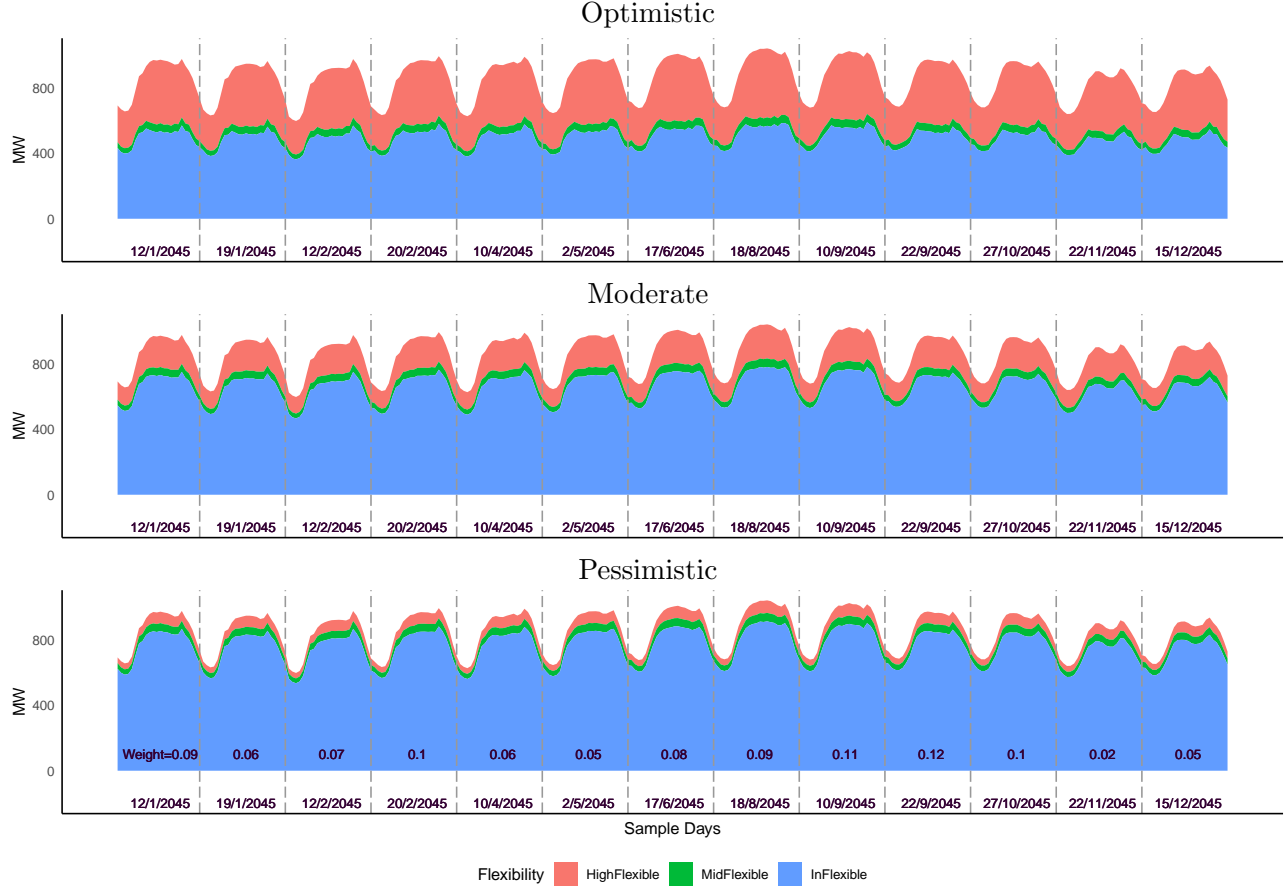 Optimistic
800
MW
400
0
12/1/2045 19/1/2045 12/2/2045 20/2/2045 10/4/2045 2/5/2045 17/6/2045 18/8/2045 10/9/2045 22/9/2045 27/10/2045 22/11/2045 15/12/2045
Moderate
800
MW
400
0
12/1/2045 19/1/2045 12/2/2045 20/2/2045 10/4/2045 2/5/2045 17/6/2045 18/8/2045 10/9/2045 22/9/2045 27/10/2045 22/11/2045 15/12/2045
Pessimistic
800
MW
400
Weight=0.09 0.06 0.07 0.1 0.06 0.05 0.08 0.09 0.11 0.12 0.1 0.02 0.05
0
12/1/2045 19/1/2045 12/2/2045 20/2/2045 10/4/2045 2/5/2045 17/6/2045 18/8/2045 10/9/2045 22/9/2045 27/10/2045 22/11/2045 15/12/2045
Sample Days
Flexibility HighFlexible MidFlexible InFlexible